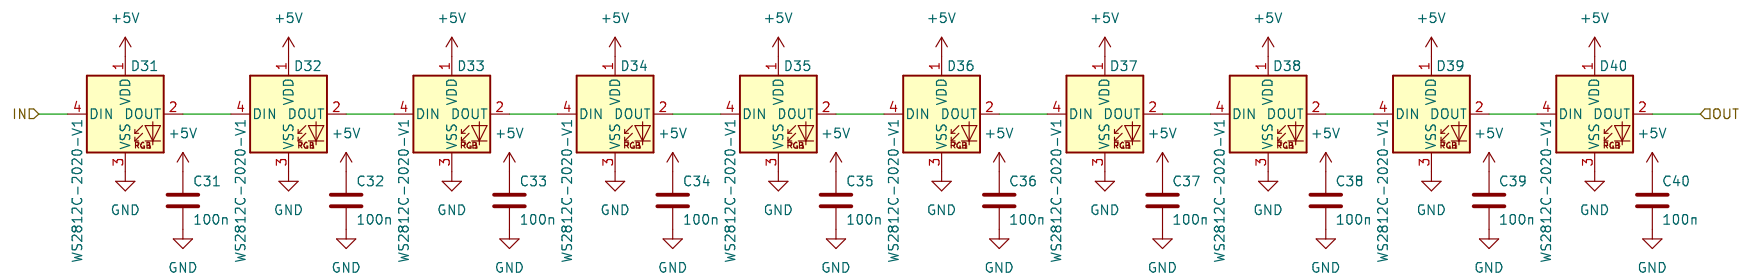 +5V +5V +5V +5V +5V +5V +5V +5V +5V +5V
1 D31 1 D32 1 D33 1 D34 1 D35 1 D36 1 D37 1 D38 1 D39 1 D40
VDD VDD VDD VDD VDD VDD VDD VDD VDD VDD
4 2 4 2 4 2 4 2 4 2 4 2 4 2 4 2 4 2 4 2
IN DIN DOUT DIN DOUT DIN DOUT DIN DOUT DIN DOUT DIN DOUT DIN DOUT DIN DOUT DIN DOUT DIN DOUT OUT
VSS +5V VSS +5V VSS +5V VSS +5V VSS +5V VSS +5V VSS +5V VSS +5V VSS +5V VSS +5V
RGB RGB RGB RGB RGB RGB RGB RGB RGB RGB
3 3 3 3 3 3 3 3 3 3
WS2812C-2020-V1 WS2812C-2020-V1 WS2812C-2020-V1 WS2812C-2020-V1 WS2812C-2020-V1 WS2812C-2020-V1 WS2812C-2020-V1 WS2812C-2020-V1 WS2812C-2020-V1 WS2812C-2020-V1
C31 C32 C33 C34 C35 C36 C37 C38 C39 C40
GND GND GND GND GND GND GND GND GND GND
100n 100n 100n 100n 100n 100n 100n 100n 100n 100n
GND GND GND GND GND GND GND GND GND GND